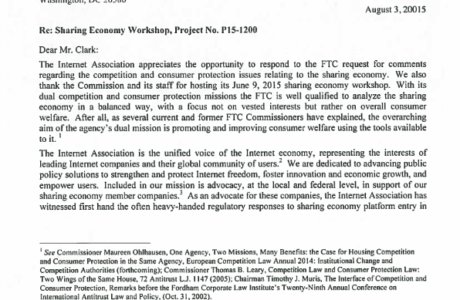 Washington, DC 20580
August 3, 20015
Re: Sharing Economy Workshop, Project No. P15-1200
Dear Mr. Clark:
The Internet Association appreciates the opportunity to respond to the FTC request for comments
regarding the competition and consumer protection issues relating to the sharing economy. We also
thank the Commission and its staff for hosting its June 9, 2015 sharing economy workshop. With its
dual competition and consumer protection missions the FTC is well qualified to analyze the sharing
economy in a balanced way, with a focus not on vested interests but rather on overall consumer
welfare. After all, as several current and former FTC Commissioners have explained, the overarching
aim of the agency's dual mission is promoting and improving consumer welfare using the tools available
to it. 1
The Internet Association is the unified voice of the Internet economy, representing the interests of
leading Internet companies and their global community of users.2 We are dedicated to advancing public
policy solutions to strengthen and protect Internet freedom, foster innovation and economic growth, and
empower users. Included in our mission is advocacy, at the local and federal level, in support of our
sharing economy member companies.3 As an advocate for these companies, the Internet Association has
witnessed first hand the often heavy-handed regulatory responses to sharing economy platform entry in
1 See Commissioner Maureen Ohlhausen, One Agency, Two Missions, Many Benefits: the Case for Housing Competition
and Consumer Protection in the Same Agency, European Competition Law Annual 2014: Institutional Change and
Competition Authorities (forthcoming); Commissioner Thomas B. Leary, Competition Law and Consumer Protection Law:
Two Wings of the Same House, 72 Antitrust L.J. 1147 (2005); Chairman Timothy J. Muris, The Interface of Competition and
Consumer Protection, Remarks before the Fordham Corporate Law Institute's Twenty-Ninth Annual Conference on
International Antitrust Law and Policy, (Oct. 31, 2002).